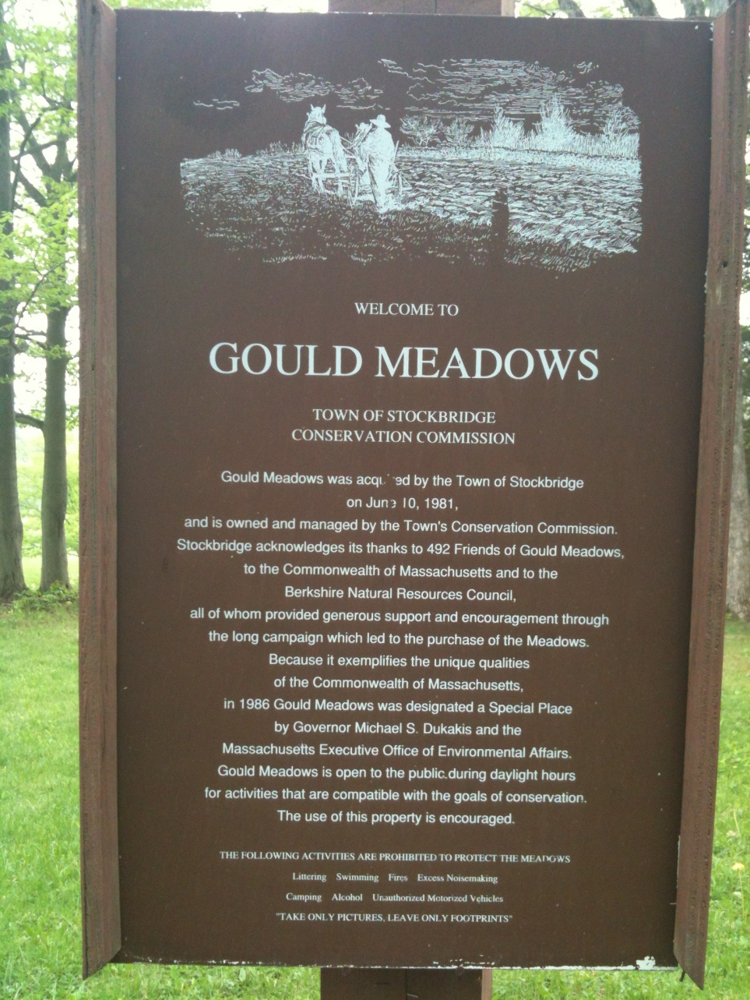 WELCOME TO
GOULD MEADOWS
TOWN OF STOCKBRIDGE
CONSERVATION COMMISSION
Gould Meadows was acquired by the Town of Stockbridge
on June 10, 1981,
and is owned and managed by the Town's Conservation Commission.
Stockbridge acknowledges its thanks to 492 Friends of Gould Meadows,
to the Commonwealth of Massachusetts and to the
Berkshire Natural Resources Council,
all of whom provided generous support and encouragement through
the long campaign which led to the purchase of the Meadows.
Because it exemplifies the unique qualities
of the Commonwealth of Massachusetts,
in 1986 Gould Meadows was designated a Special Place
by Governor Michael S. Dukakis and the
Massachusetts Executive Office of Environmental Affairs.
Gould Meadows is open to the public during daylight hours
for activities that are compatible with the goals of conservation.
The use of this property is encouraged.
THE FOLLOWING ACTIVITIES ARE PROHIBITED TO PROTECT THE MEADOWS
Littering Swimming Fires Excess Noisemaking
Camping Alcohol Unauthorized Motorized Vehicles
"TAKE ONLY PICTURES, LEAVE ONLY FOOTPRINTS"